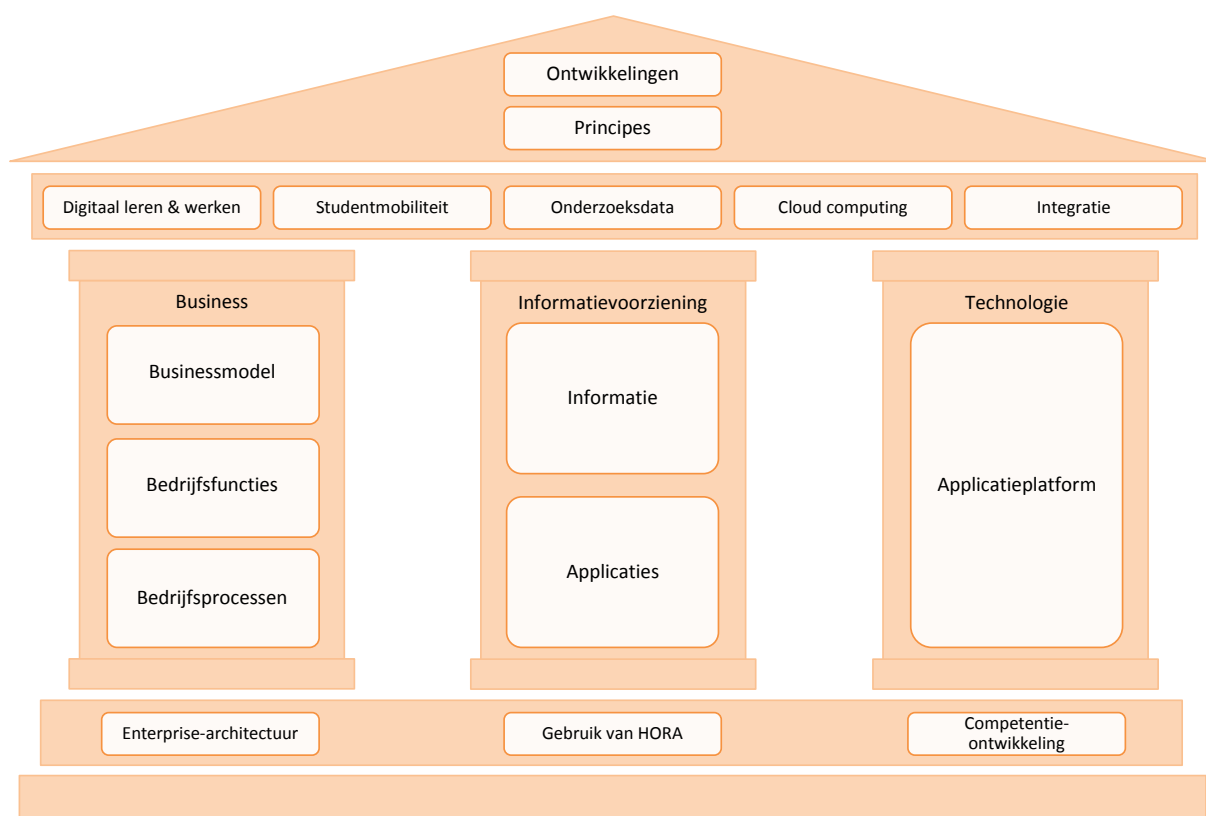 Ontwikkelingen
Principes
Digitaal leren & werken
Studentmobiliteit
Onderzoeksdata
Cloud computing
Integratie
Business
Businessmodel
Bedrijfsfuncties
Bedrijfsprocessen
Informatievoorziening
Informatie
Applicaties
Technologie
Applicatieplatform
Enterprise-architectuur
Gebruik van HORA
Competentie-
ontwikkeling